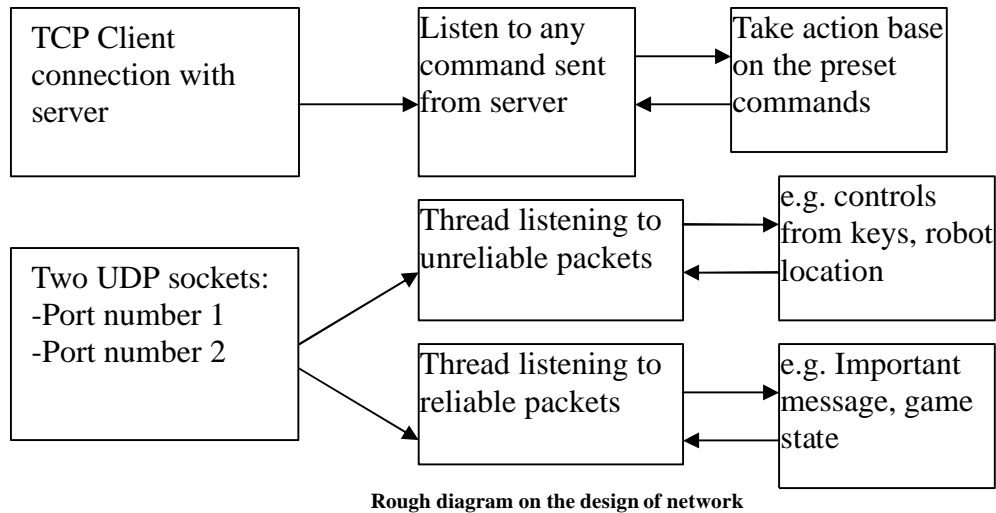 TCP Client
connection with
server
Listen to any
command sent
from server
Take action base
on the preset
commands
Two UDP sockets:
-Port number 1
-Port number 2
Thread listening to
unreliable packets
e.g. controls
from keys, robot
location
Thread listening to
reliable packets
e.g. Important
message, game
state
Rough diagram on the design of network